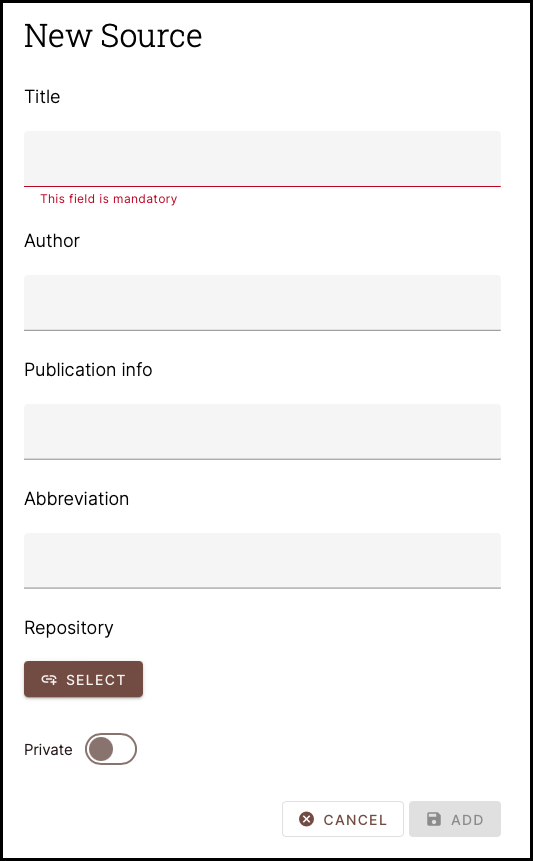 New Source
Title
This field is mandatory
Author
Publication info
Abbreviation
Repository
SELECT
Private
CANCEL
ADD